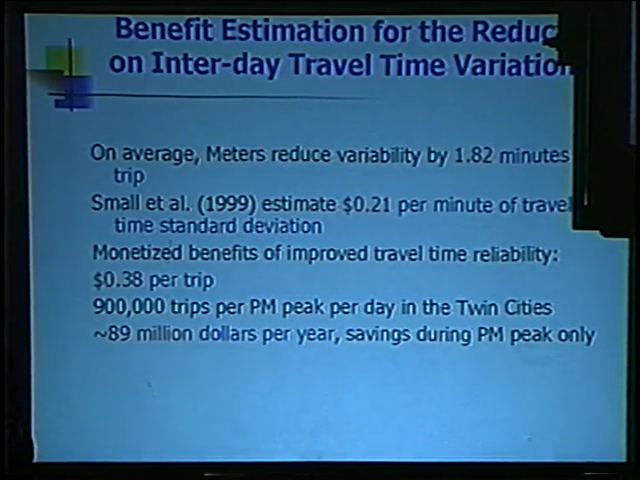 Benefit Estimation for the Reduc
on Inter-day Travel Time Variation
On average, Meters reduce variability by 1.82 minutes
trip
Small et al. (1999) estimate $0.21 per minute of travel
time standard deviation
Monetized benefits of improved travel time reliability:
$0.38 per trip
900,000 trips per PM peak per day in the Twin Cities
~89 million dollars per year, savings during PM peak only